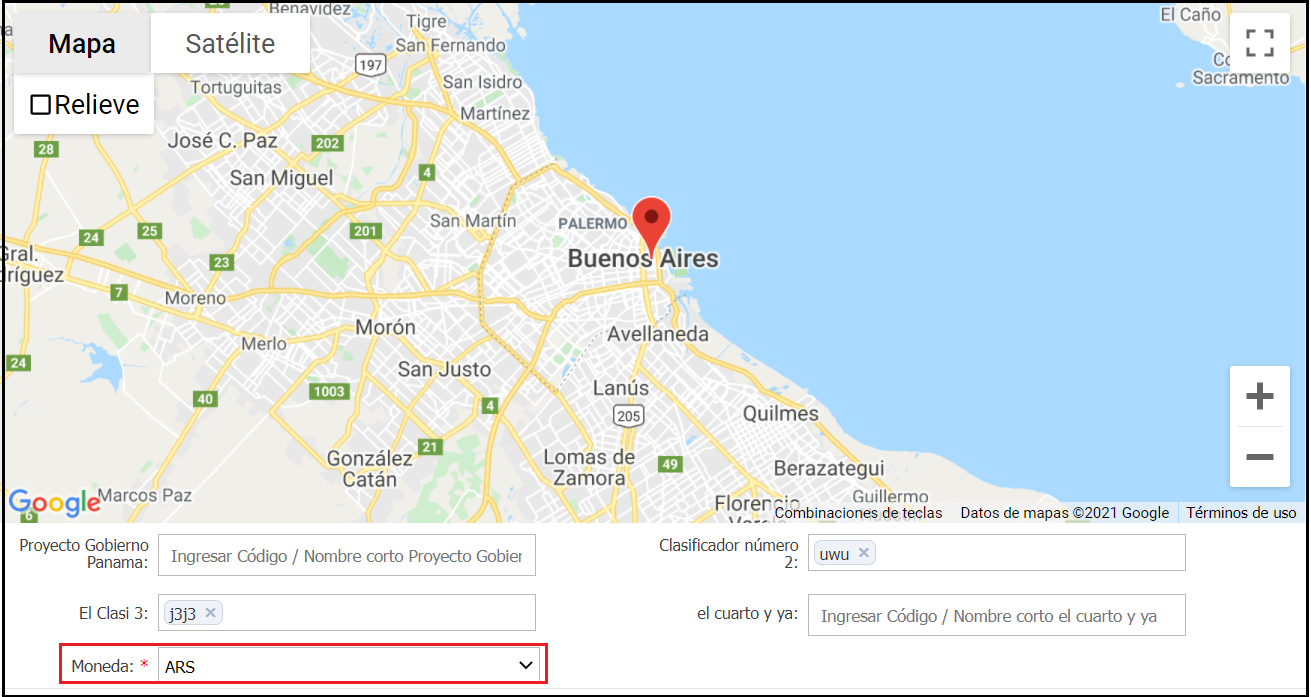 Benavídez
El Caño
Mapa
Satélite
Tigre
San Fernando
197
Sacramento
Tortuguitas
San Isidro
Relieve
Martínez
José C. Paz
202
28
4
San Miguel
San Martín
PALERMO
25
201
24
Buenos Aires
23
Gral.
7
Moreno
Morón
Avellaneda
Merlo
24
San Justo
1003
Lanús
40
4
205
Quilmes
21
González
Catán
Lomas de
Zamora
49
Berazategui
Marcos Paz
Guillermo
Google
6
Florencio
Varela
Hudson
Combinaciones de teclas
Datos de mapas ©2021 Google
Términos de uso
Proyecto Gobierno
Panama:
Ingresar Código / Nombre corto Proyecto Gobier
Clasificador número
2:
uwu ×
El Clasi 3:
j3j3 ×
el cuarto y ya:
Ingresar Código / Nombre corto el cuarto y ya
Moneda: *
ARS